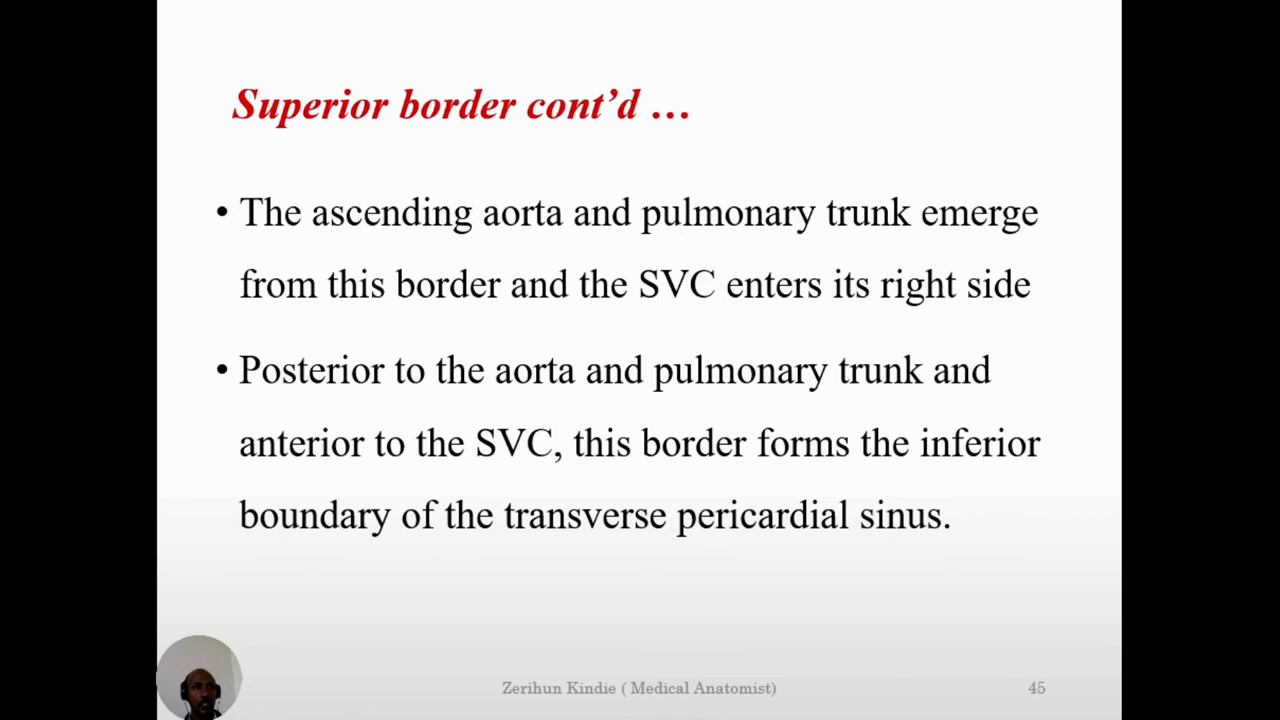 Superior border cont’d …
• The ascending aorta and pulmonary trunk emerge
from this border and the SVC enters its right side
• Posterior to the aorta and pulmonary trunk and
anterior to the SVC, this border forms the inferior
boundary of the transverse pericardial sinus.
Zerihun Kindie ( Medical Anatomist)
45